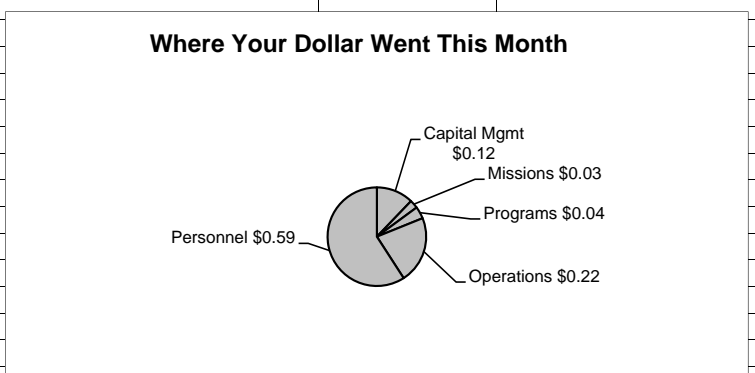 Where Your Dollar Went This Month
Capital Mgmt
$0.12
Missions $0.03
Programs $0.04
Personnel $0.59
Operations $0.22